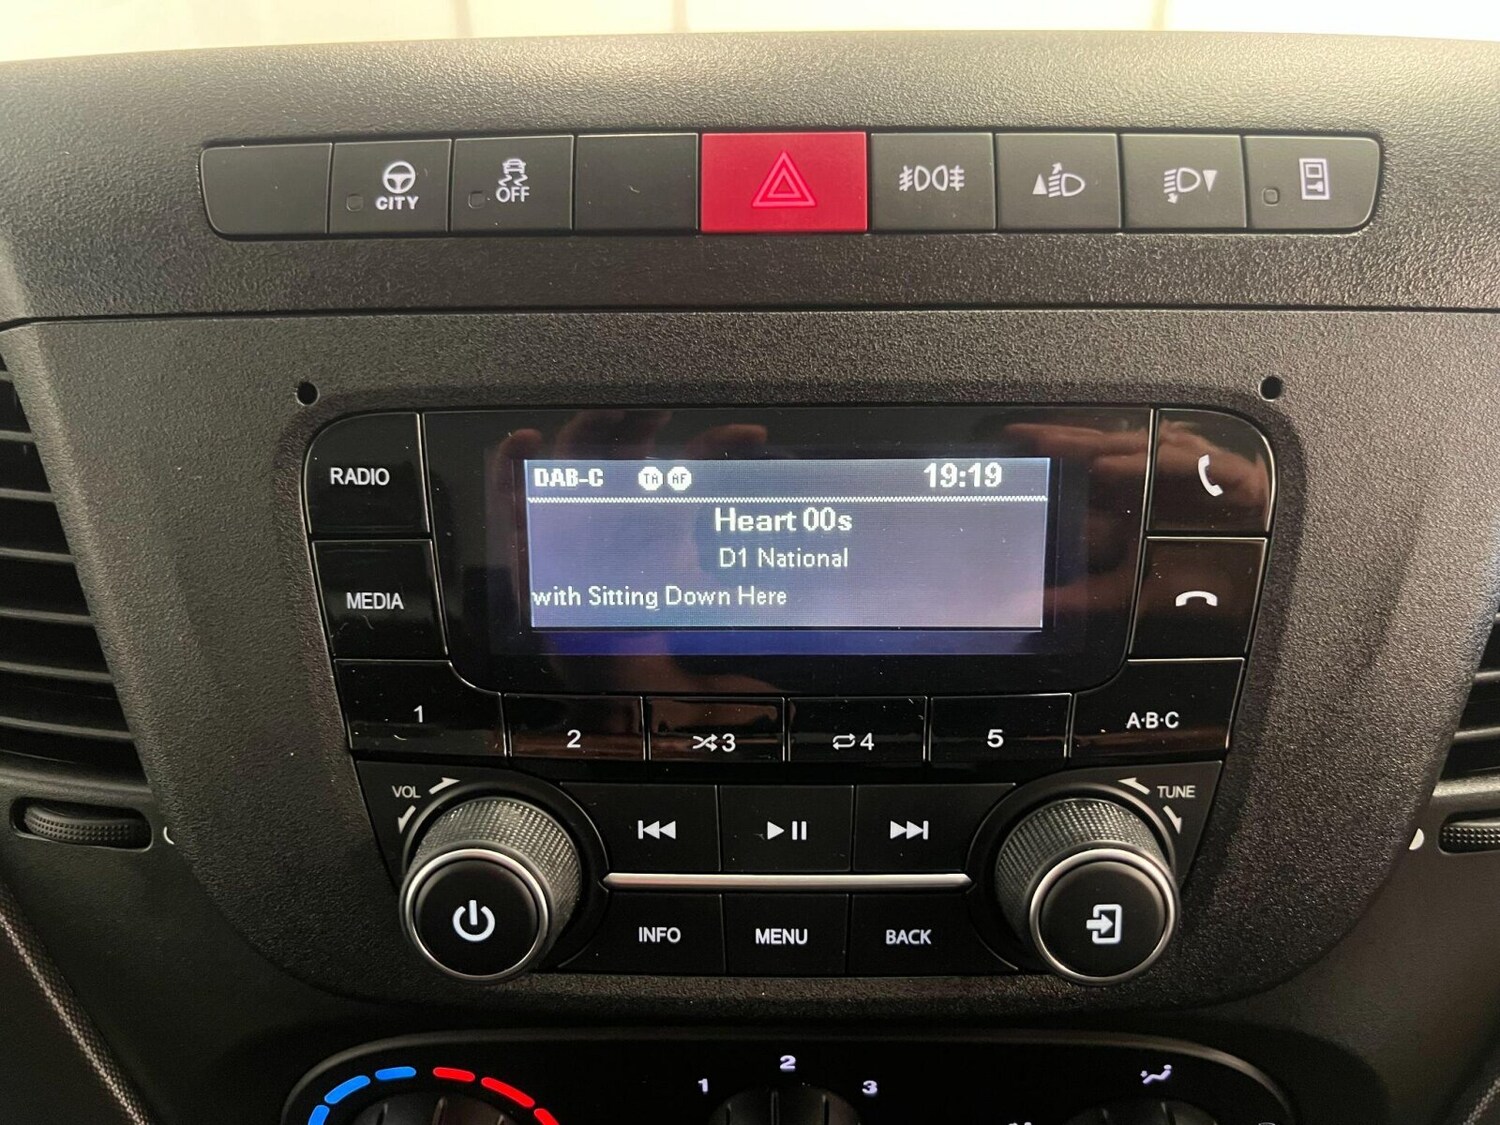 CITY
OFF
RADIO
DAB-C TA AF 19:19
Heart 00s
D1 National
with Sitting Down Here
MEDIA
1
2
3
4
5
A·B·C
VOL
TUNE
INFO
MENU
BACK
1
2
3